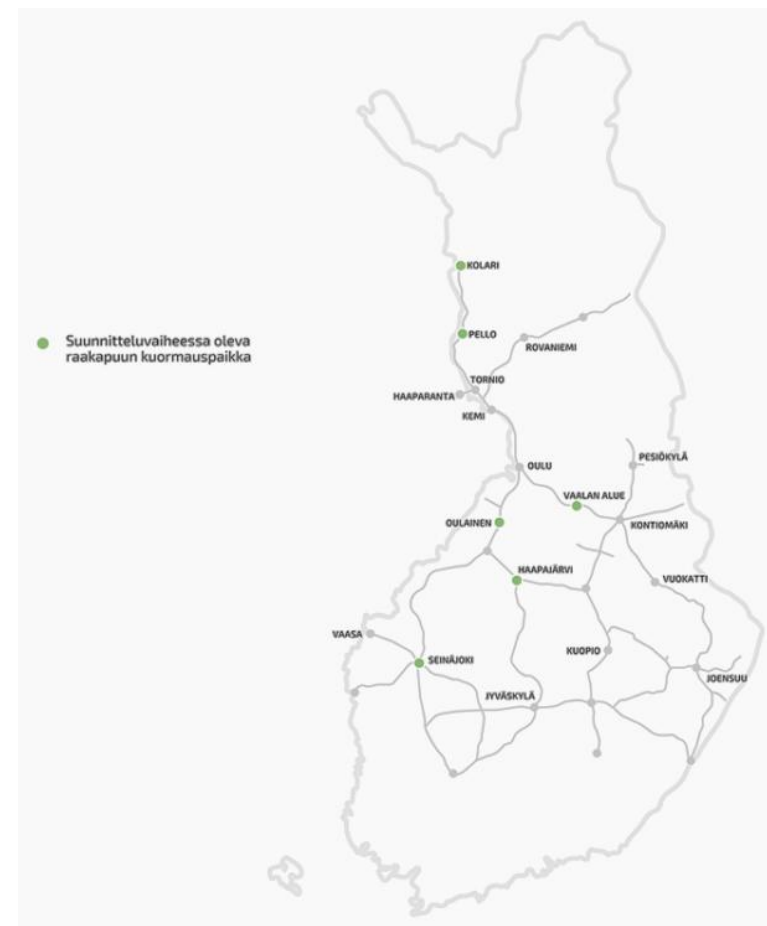 KOLARI
PELLO
Suunnitteluvaiheessa oleva
raakapuun kuormauspaikka
ROVANIEMI
TORNIO
HAAPARANTA
KEMI
PESIÖKYLÄ
OULU
VAALAN ALUE
OULAINEN
KONTIOMÄKI
HAAPAJÄRVI
VUOKATTI
VAASA
KUOPIO
SEINÄJOKI
JOENSUU
JYVÄSKYLÄ